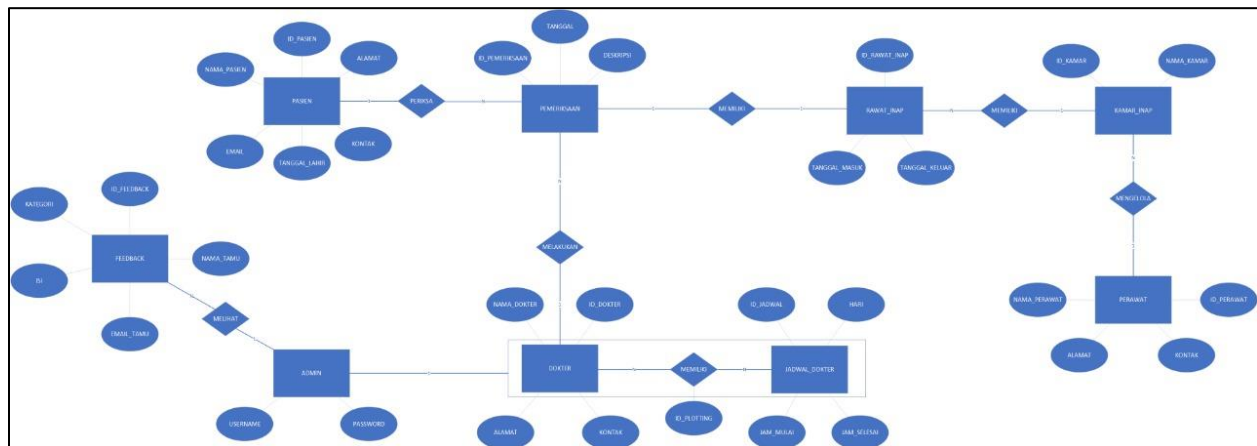 TANGGAL
ID_PASIEN
ID_PEMERIKSAAN
DESKRIPSI
ALAMAT
NAMA_PASIEN
ID_RAWAT_INAP
ID_KAMAR
NAMA_KAMAR
PASIEN
PERIKSA
PEMERIKSAAN
MEMILIKI
RAWAT_INAP
MEMILIKI
KAMAR_INAP
EMAIL
TANGGAL_LAHIR
KONTAK
TANGGAL_MASUK
TANGGAL_KELUAR
ID_FEEDBACK
KATEGORI
MENGELOLA
FEEDBACK
NAMA_TAMU
MELAKUKAN
ISI
NAMA_DOKTER
ID_DOKTER
ID_JADWAL
HARI
NAMA_PERAWAT
PERAWAT
ID_PERAWAT
MELIHAT
EMAIL_TAMU
ALAMAT
KONTAK
ADMIN
DOKTER
MEMILIKI
JADWAL_DOKTER
USERNAME
PASSWORD
ID_PLOTTING
ALAMAT
KONTAK
JAM_MULAI
JAM_SELESAI